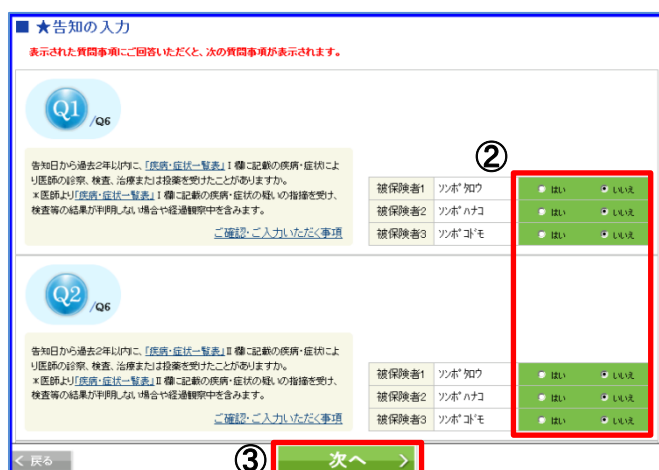 ■ ★告知の入力
表示された質問事項にご回答いただくと、次の質問事項が表示されます。
Q1 /Q6
②
告知日から過去2年以内に、「疾病・症状一覧表」Ⅰ欄に記載の疾病・症状によ
り医師の診察、検査、治療または投薬を受けたことがありますか。
*医師より「疾病・症状一覧表」Ⅰ欄に記載の疾病・症状の疑いの指摘を受け、
検査等の結果が判明しない場合や経過観察中を含みます。
ご確認・ご入力いただく事項
被保険者1 ソンポ タロウ はい いいえ
被保険者2 ソンポ ハナコ はい いいえ
被保険者3 ソンポ コドモ はい いいえ
Q2 /Q6
告知日から過去2年以内に、「疾病・症状一覧表」Ⅱ欄に記載の疾病・症状によ
り医師の診察、検査、治療または投薬を受けたことがありますか。
*医師より「疾病・症状一覧表」Ⅱ欄に記載の疾病・症状の疑いの指摘を受け、
検査等の結果が判明しない場合や経過観察中を含みます。
ご確認・ご入力いただく事項
被保険者1 ソンポ タロウ はい いいえ
被保険者2 ソンポ ハナコ はい いいえ
被保険者3 ソンポ コドモ はい いいえ
< 戻る
③ 次へ >